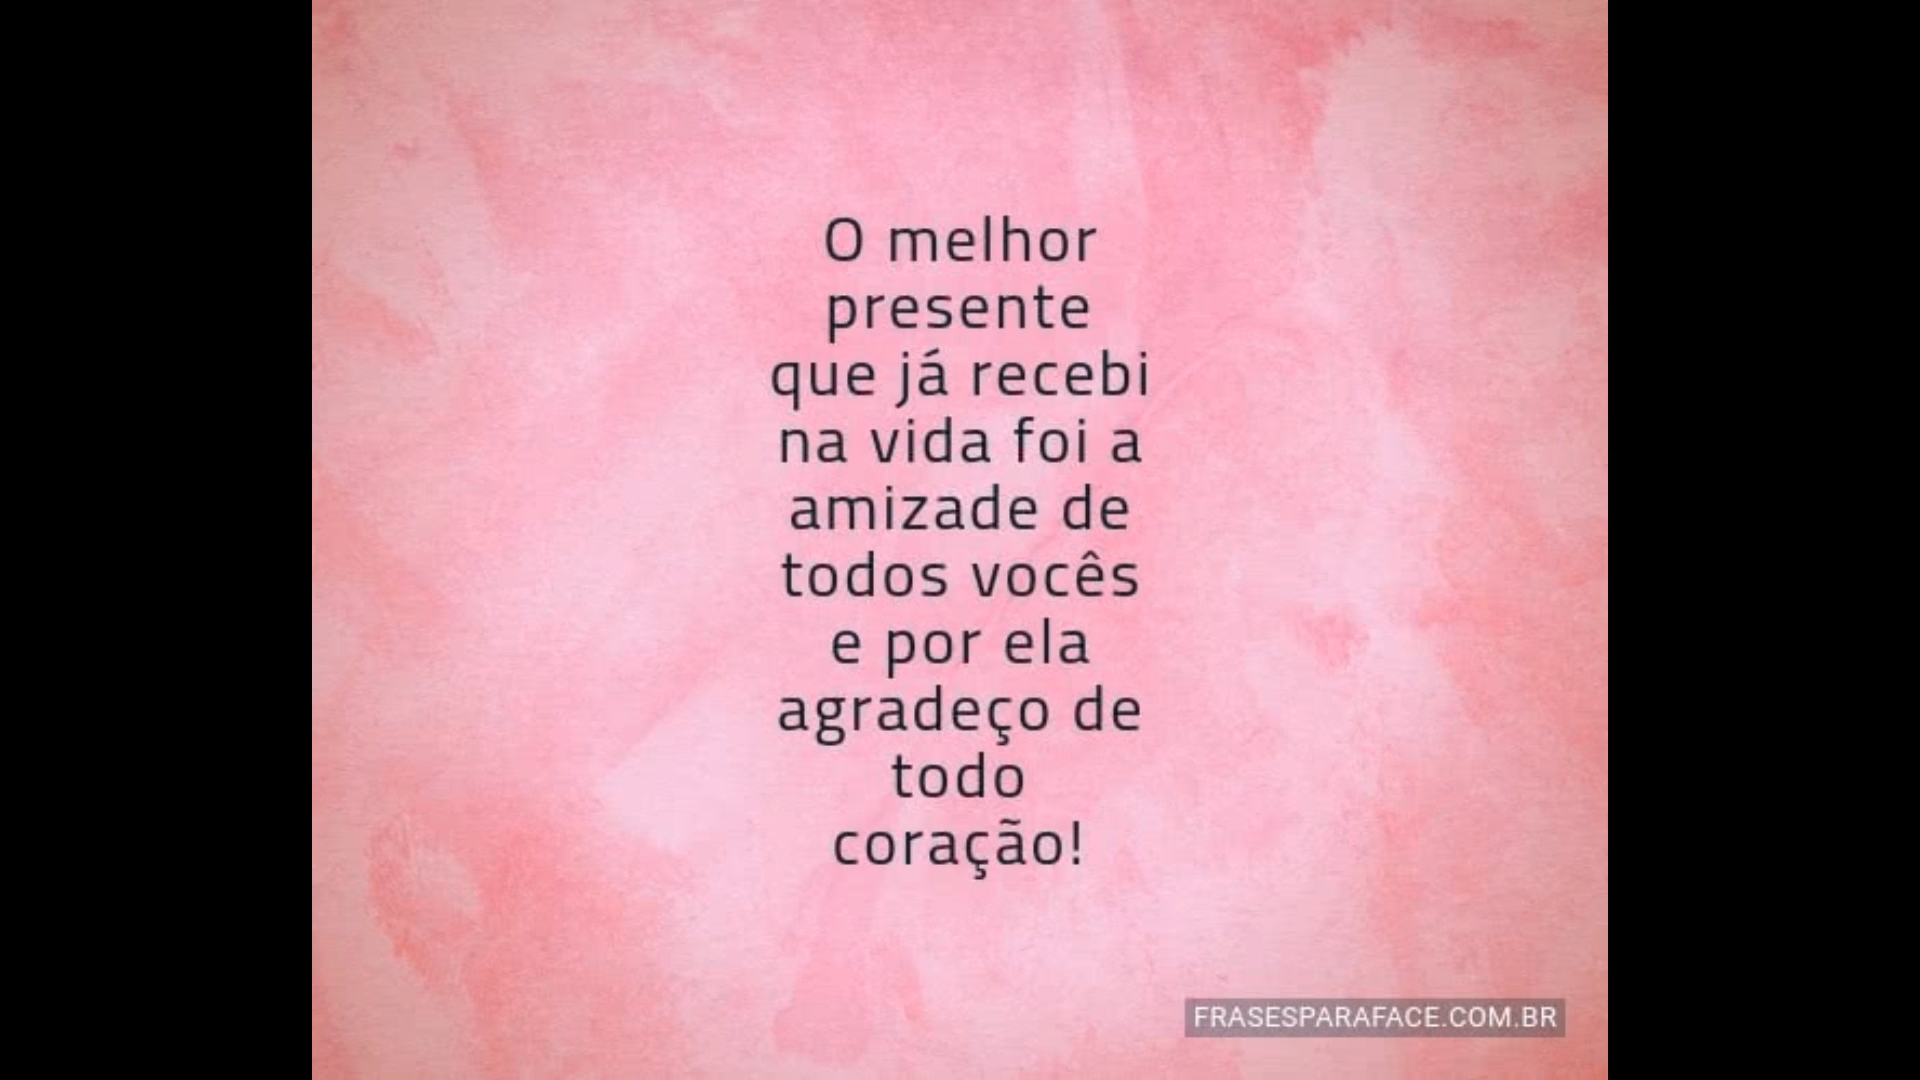 O melhor
presente
que já recebi
na vida foi a
amizade de
todos vocês
e por ela
agradeço de
todo
coração!
FRASESPARAFACE.COM.BR